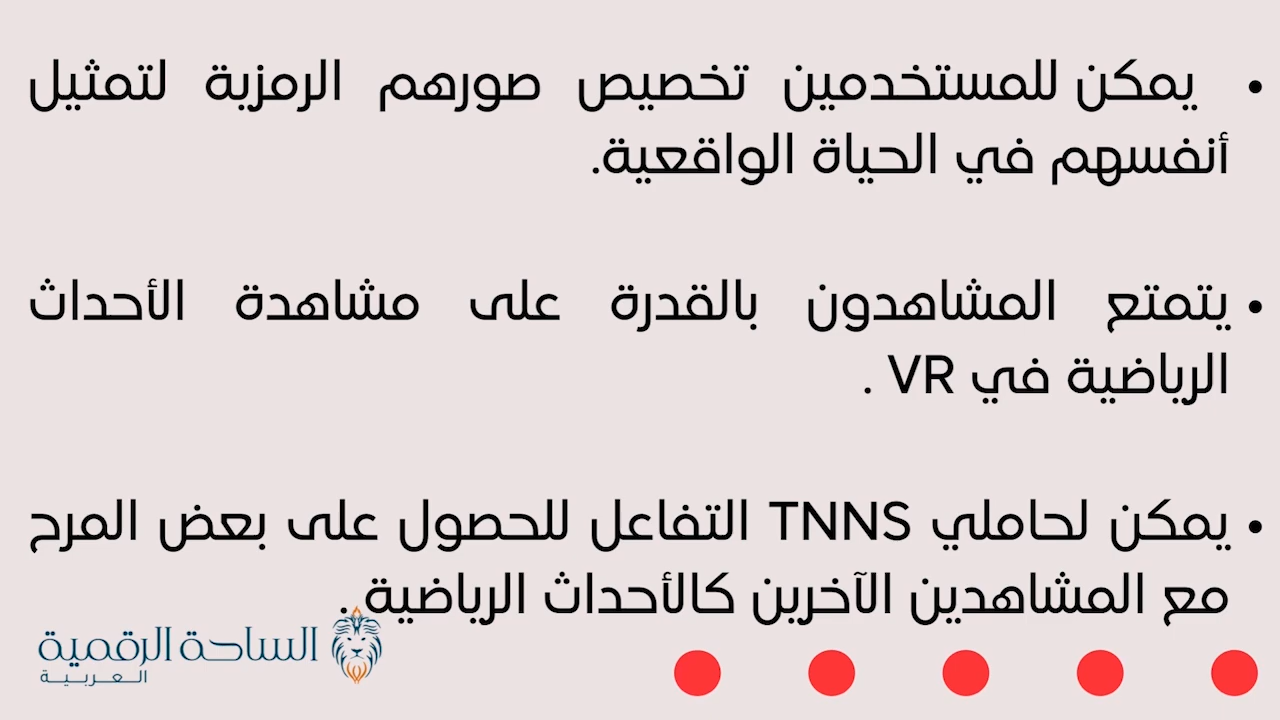 • يمكن للمستخدمين تخصيص صورهم الرمزية لتمثيل
أنفسهم في الحياة الواقعية.
• يتمتع المشاهدون بالقدرة على مشاهدة الأحداث
الرياضية في VR .
• يمكن لحاملي TNNS التفاعل للحصول على بعض المرح
مع المشاهدين الآخرين كالأحداث الرياضية .
الساحة الرقمية
العربية